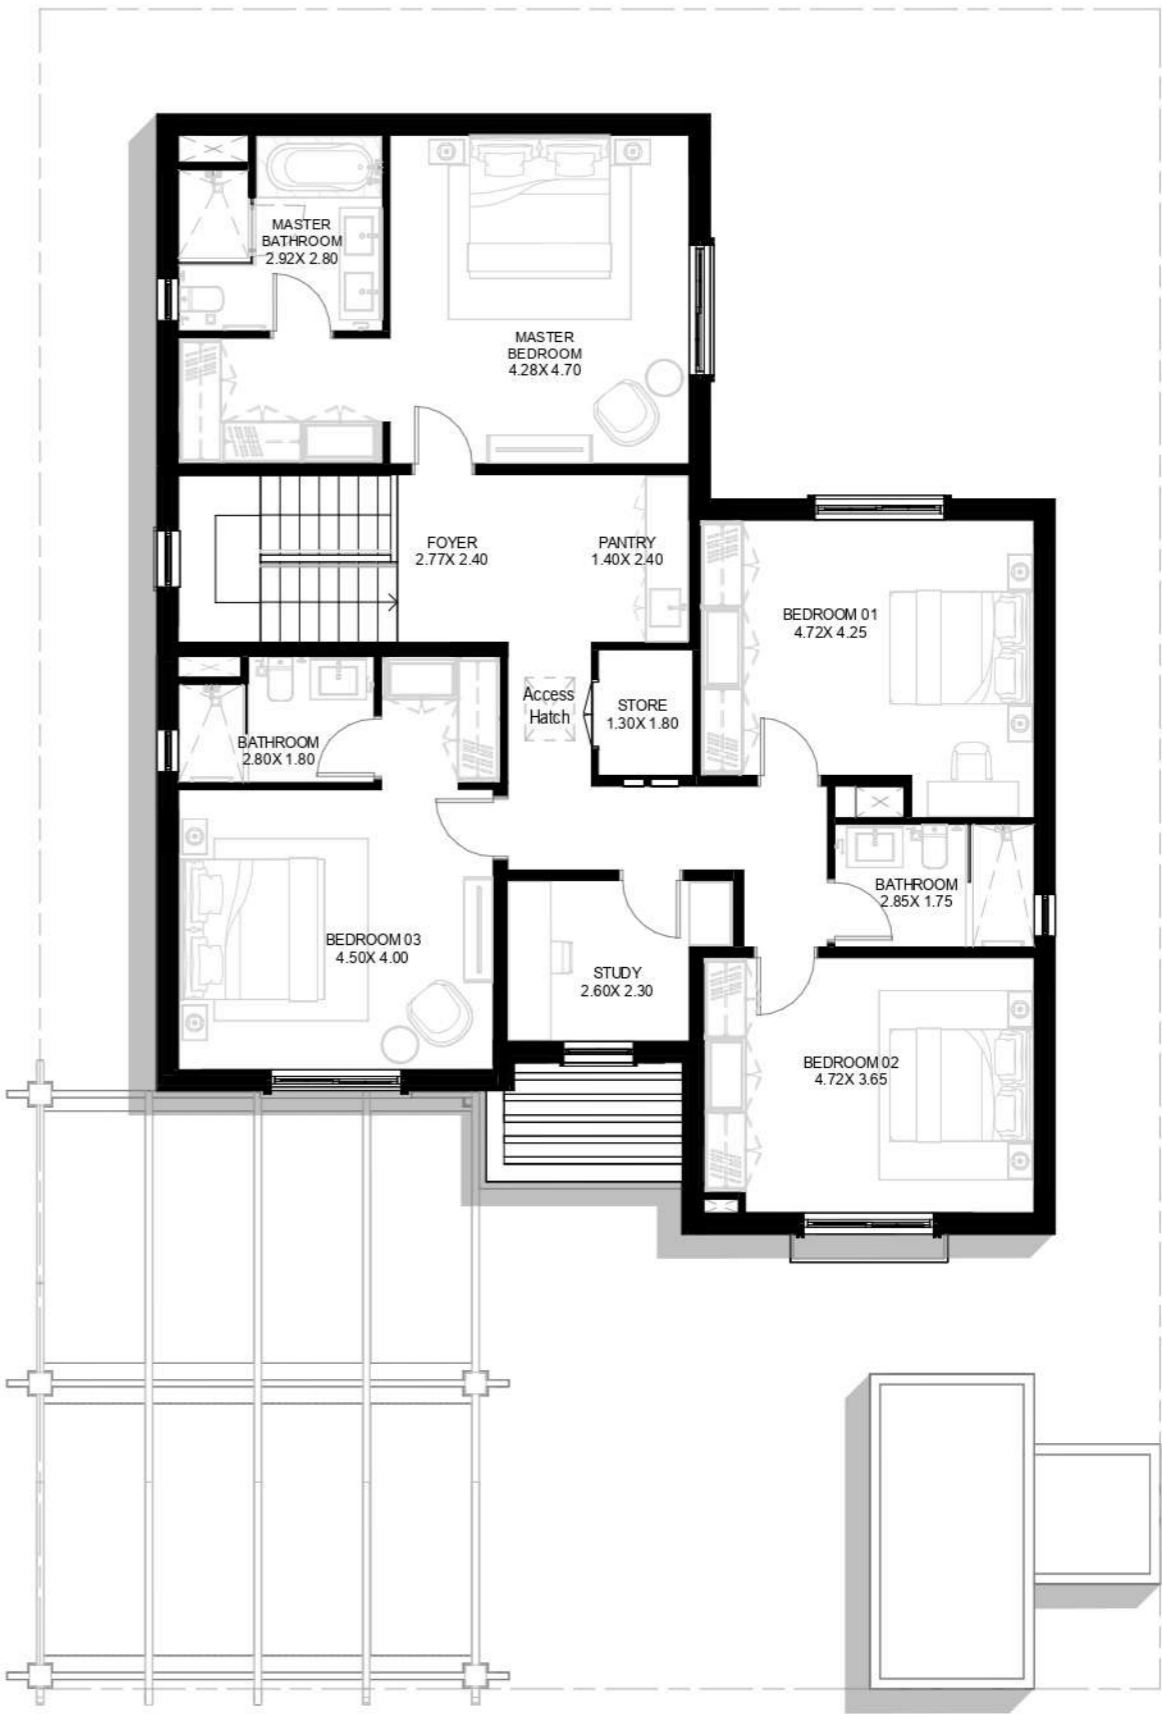 MASTER
BATHROOM
2.92X 2.80
MASTER
BEDROOM
4.28X 4.70
FOYER
2.77X 2.40
PANTRY
1.40X 2.40
BEDROOM 01
4.72X 4.25
Access
Hatch
STORE
1.30X 1.80
BATHROOM
2.80X 1.80
BATHROOM
2.85X 1.75
BEDROOM 03
4.50X 4.00
STUDY
2.60X 2.30
BEDROOM 02
4.72X 3.65